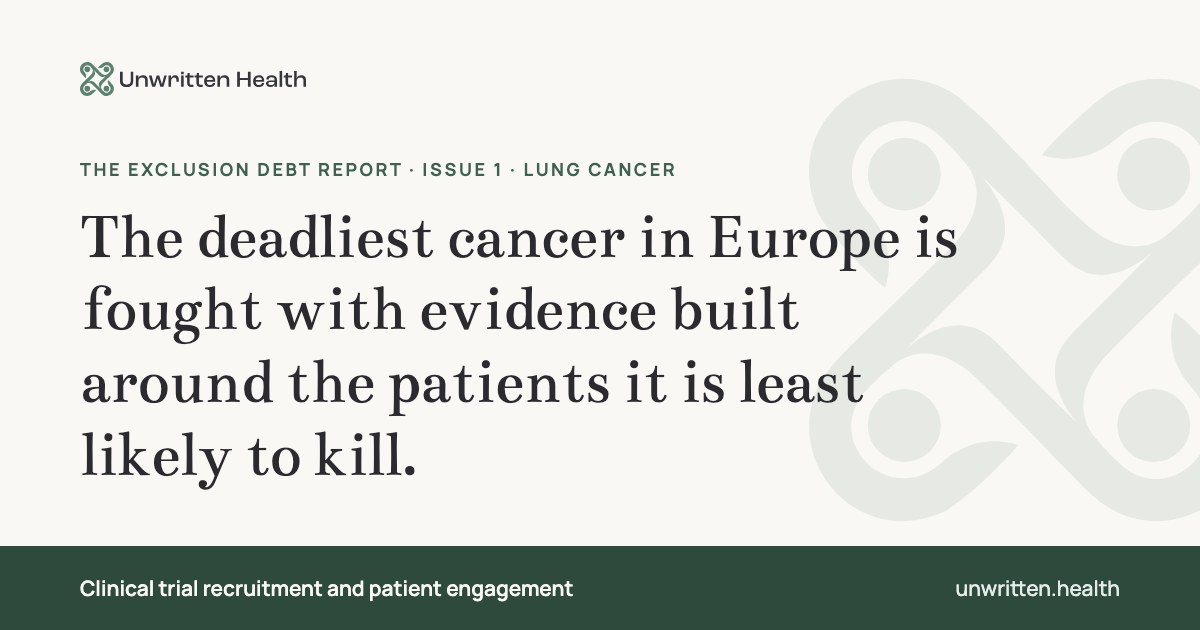 Unwritten Health
THE EXCLUSION DEBT REPORT · ISSUE 1 · LUNG CANCER
The deadliest cancer in Europe is
fought with evidence built
around the patients it is least
likely to kill.
Clinical trial recruitment and patient engagement
unwritten.health